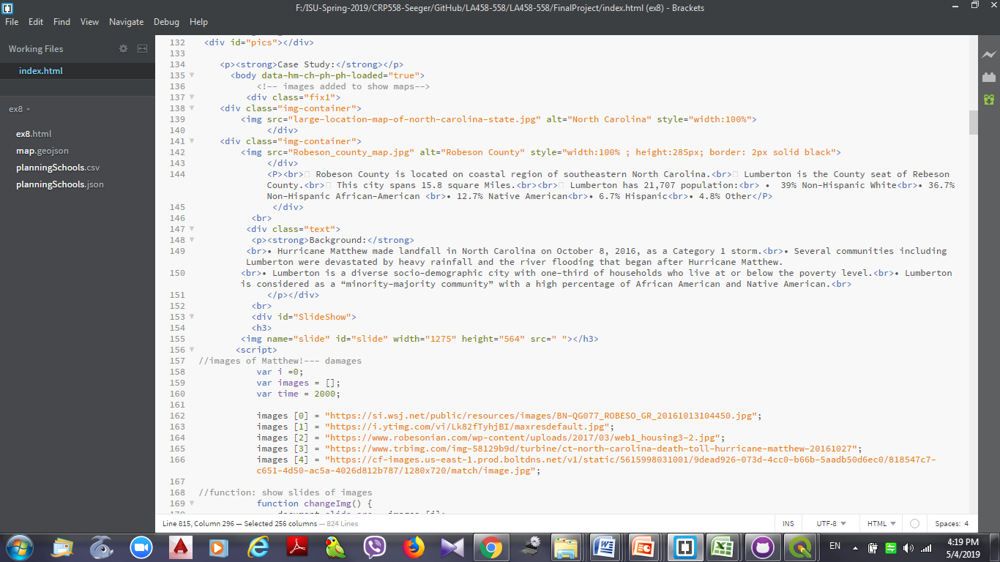 F:/ISU-Spring-2019/CRP558-Seeger/GitHub/LA458-558/LA458-558/FinalProject/index.html (ex8) - Brackets
File Edit Find View Navigate Debug Help
Working Files
index.html
ex8
ex8.html
map.geojson
planningSchools.csv
planningSchools.json
132 <div id="pics"></div>
133
134 <p><strong>Case Study:</strong></p>
135 <body data-hm-ch-ph-ph-loaded="true">
136 <!-- images added to show maps-->
137 <div class="fix1">
138 <div class="img-container">
139 <img src="large-location-map-of-north-carolina-state.jpg" alt="North Carolina" style="width:100%">
140 </div>
141 <div class="img-container">
142 <img src="Robeson_county_map.jpg" alt="Robeson County" style="width:100% ; height:285px; border: 2px solid black">
143 </div>
144 <P><br> Robeson County is located on coastal region of southeastern North Carolina.<br> Lumberton is the County seat of Rebeson
County.<br> This city spans 15.8 square Miles.<br><br> Lumberton has 21,707 population:<br> • 39% Non-Hispanic White<br>• 36.7%
Non-Hispanic African-American <br>• 12.7% Native American<br>• 6.7% Hispanic<br>• 4.8% Other</P>
145 </div>
146 <br>
147 <div class="text">
148 <p><strong>Background:</strong>
149 <br>• Hurricane Matthew made landfall in North Carolina on October 8, 2016, as a Category 1 storm.<br>• Several communities including
Lumberton were devastated by heavy rainfall and the river flooding that began after Hurricane Matthew.
150 <br>• Lumberton is a diverse socio-demographic city with one-third of households who live at or below the poverty level.<br>• Lumberton
is considered as a “minority-majority community” with a high percentage of African American and Native American.<br>
151 </p></div>
152 <br>
153 <div id="SlideShow">
154 <h3>
155 <img name="slide" id="slide" width="1275" height="564" src=" "></h3>
156 <script>
157 //images of Matthew!--- damages
158 var i =0;
159 var images = [];
160 var time = 2000;
161
162 images [0] = "https://si.wsj.net/public/resources/images/BN-QG077_ROBESO_GR_20161013104450.jpg";
163 images [1] = "https://i.ytimg.com/vi/Lk82fTyhjBI/maxresdefault.jpg";
164 images [2] = "https://www.robesonian.com/wp-content/uploads/2017/03/web1_housing3-2.jpg";
165 images [3] = "https://www.trbimg.com/img-58129b9d/turbine/ct-north-carolina-death-toll-hurricane-matthew-20161027";
166 images [4] = "https://cf-images.us-east-1.prod.boltdns.net/v1/static/5615998031001/9dead926-073d-4cc0-b66b-5aadb50d6ec0/818547c7-
c651-4d50-ac5a-4026d812b787/1280x720/match/image.jpg";
167
168 //function: show slides of images
169 function changeImg() {
Line 815, Column 296 — Selected 256 columns — 824 Lines
INS UTF-8 HTML Spaces: 4
EN
4:19 PM
5/4/2019